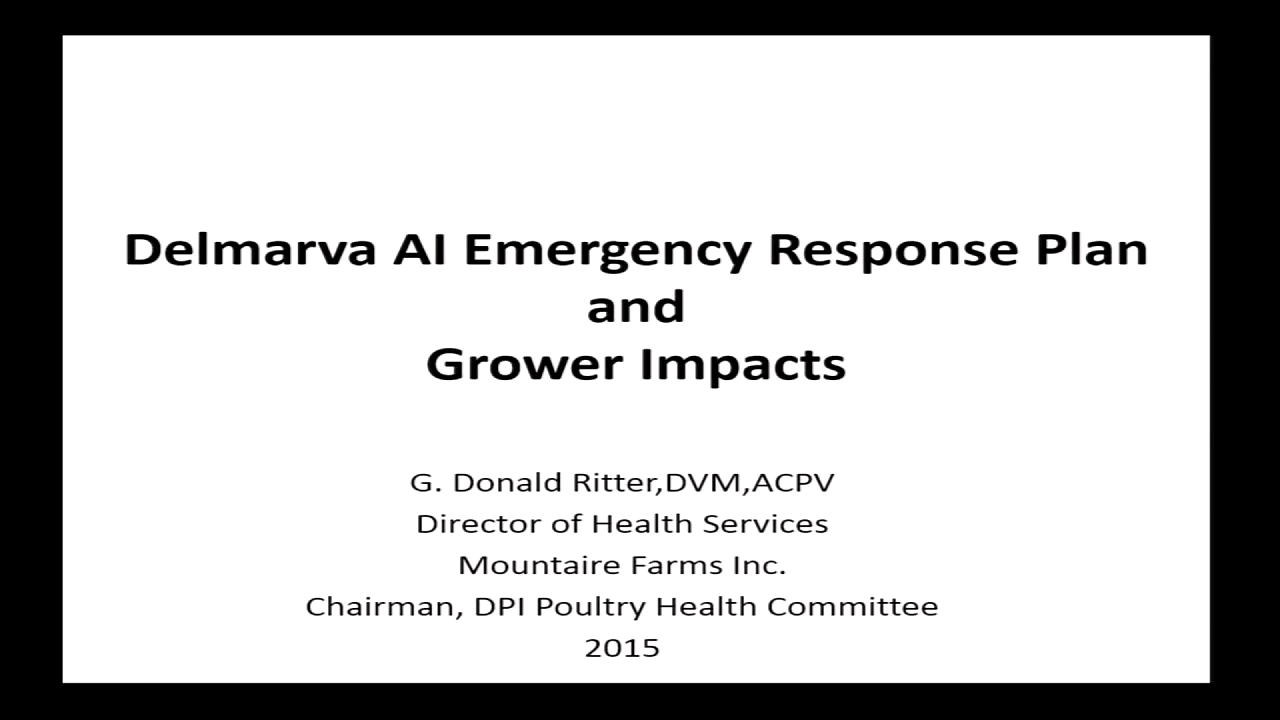 Delmarva AI Emergency Response Plan
and
Grower Impacts
G. Donald Ritter,DVM,ACPV
Director of Health Services
Mountaire Farms Inc.
Chairman, DPI Poultry Health Committee
2015